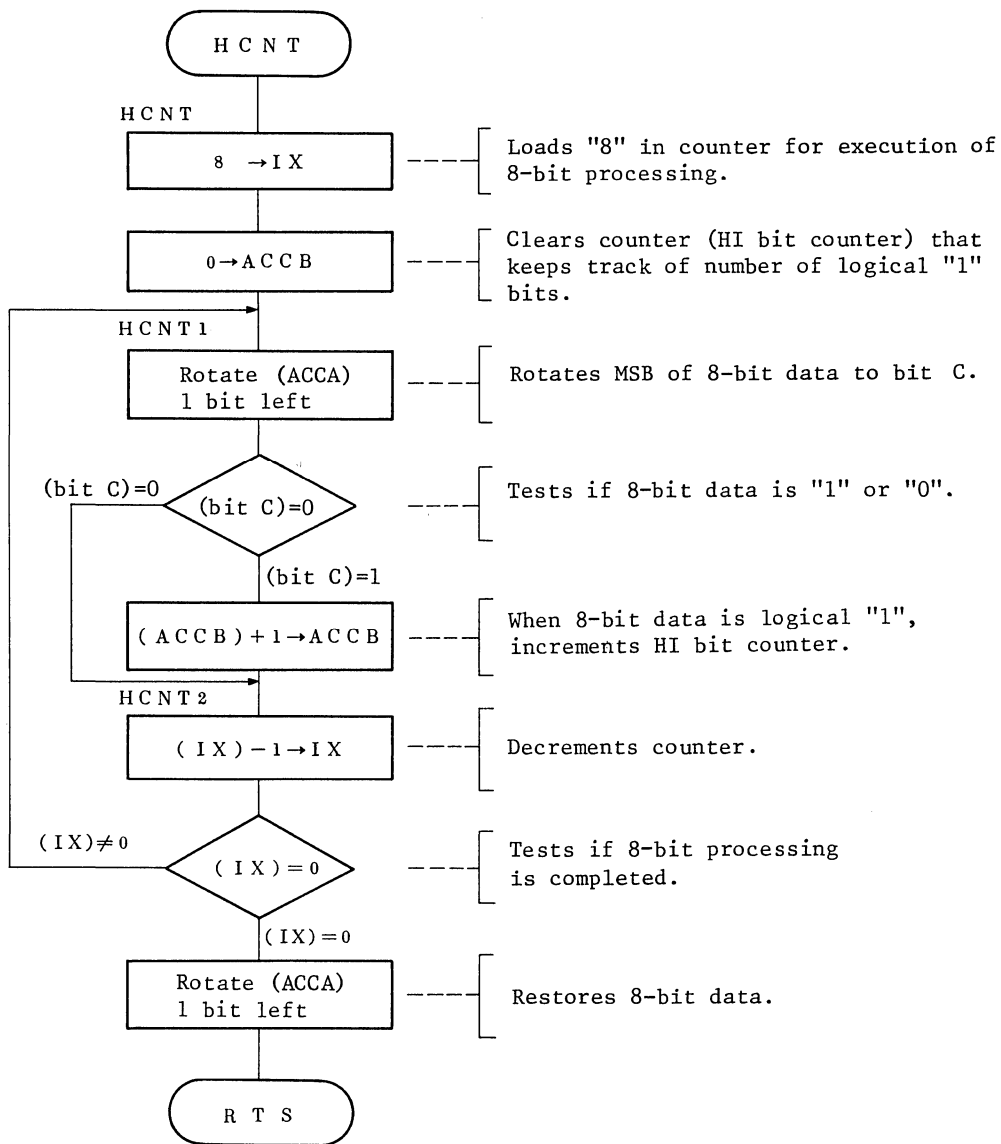 HCNT
HCNT
8 →IX
Loads "8" in counter for execution of
8-bit processing.
0→ACCB
Clears counter (HI bit counter) that
keeps track of number of logical "1"
bits.
HCNT1
Rotate (ACCA)
1 bit left
Rotates MSB of 8-bit data to bit C.
(bit C)=0
(bit C)=0
Tests if 8-bit data is "1" or "0".
(bit C)=1
(ACCB)+1→ACCB
When 8-bit data is logical "1",
increments HI bit counter.
HCNT2
(IX)-1→IX
Decrements counter.
(IX)≠0
(IX)=0
Tests if 8-bit processing
is completed.
(IX)=0
Rotate (ACCA)
1 bit left
Restores 8-bit data.
RTS